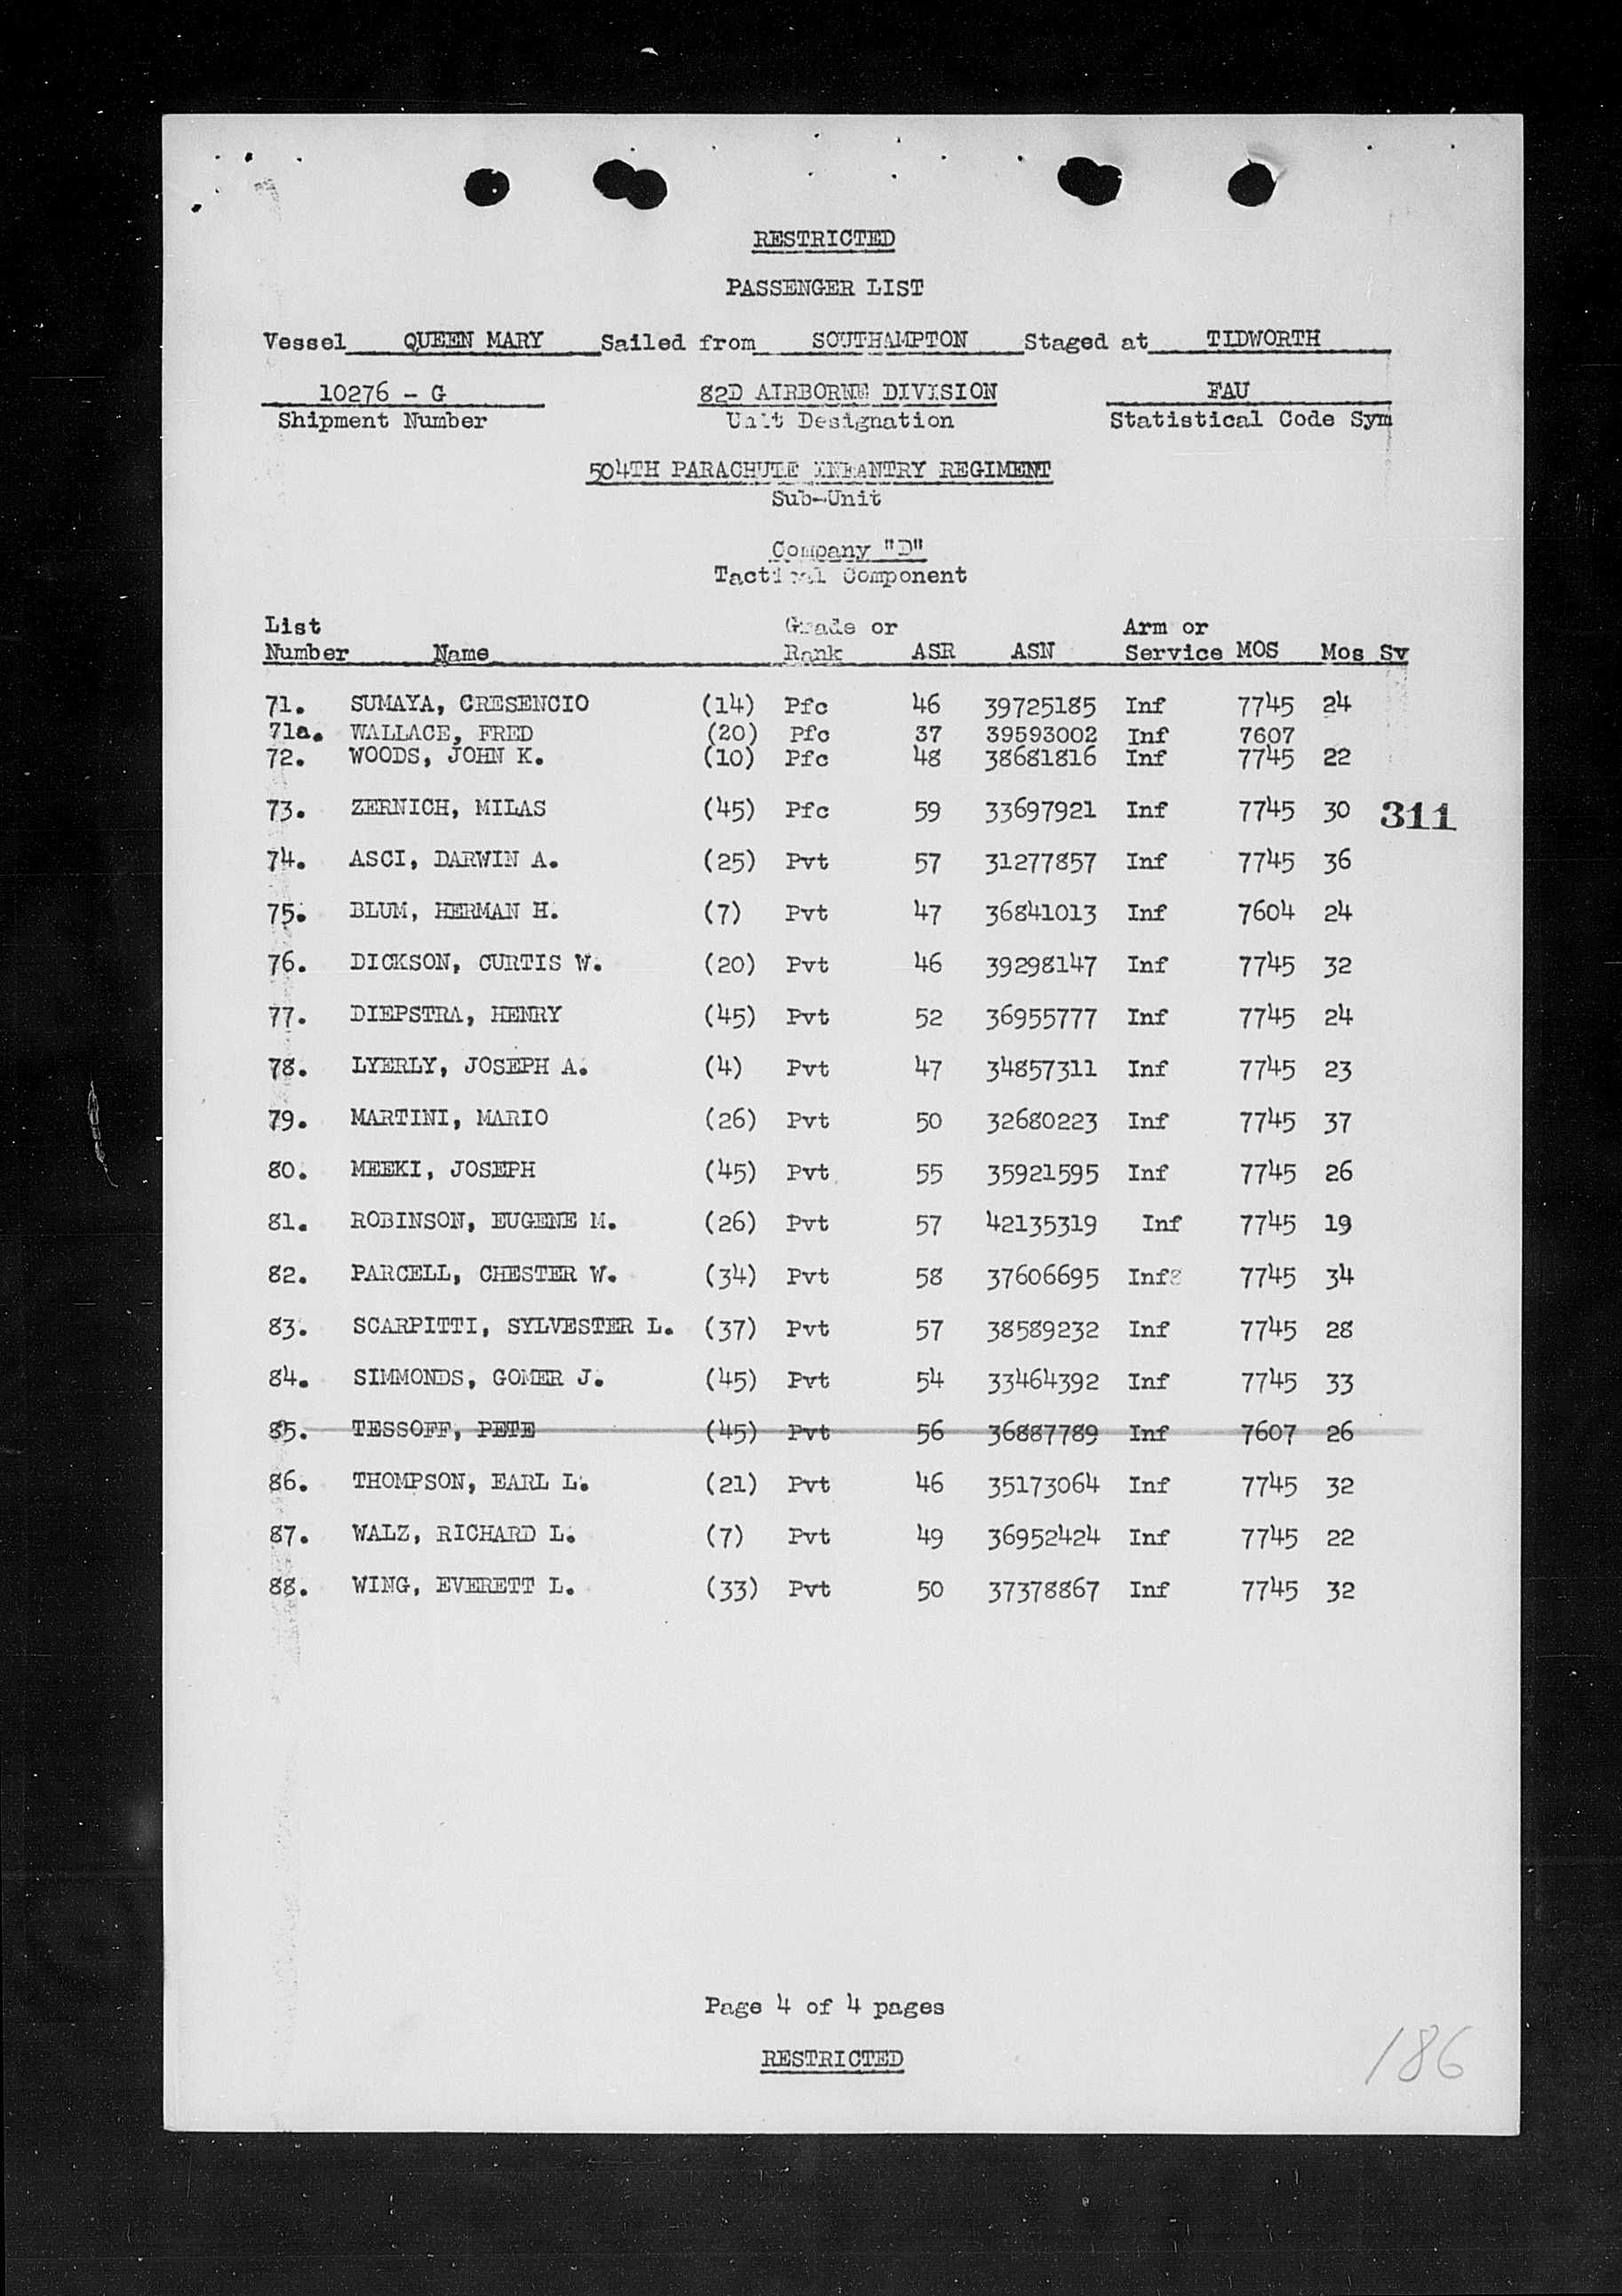 RESTRICTED
PASSENGER LIST
Vessel QUEEN MARY Sailed from SOUTHAMPTON Staged at TIDWORTH
10276 - G 82D AIRBORNE DIVISION FAU
Shipment Number Unit Designation Statistical Code Sym
504TH PARACHUTE INFANTRY REGIMENT
Sub-Unit
Company "D"
Tactical Component
List Grade or Arm or
Number Name Rank ASR ASN Service MOS Mos Sv
71. SUMAYA, CRESENCIO (14) Pfc 46 39725185 Inf 7745 24
71a. WALLACE, FRED (20) Pfc 37 39593002 Inf 7607
72. WOODS, JOHN K. (10) Pfc 48 38681816 Inf 7745 22
73. ZERNICH, MILAS (45) Pfc 59 33697921 Inf 7745 30 311
74. ASCI, DARWIN A. (25) Pvt 57 31277857 Inf 7745 36
75. BLUM, HERMAN H. (7) Pvt 47 36841013 Inf 7604 24
76. DICKSON, CURTIS W. (20) Pvt 46 39298147 Inf 7745 32
77. DIEPSTRA, HENRY (45) Pvt 52 36955777 Inf 7745 24
78. LYERLY, JOSEPH A. (4) Pvt 47 34857311 Inf 7745 23
79. MARTINI, MARIO (26) Pvt 50 32680223 Inf 7745 37
80. MEEKI, JOSEPH (45) Pvt 55 35921595 Inf 7745 26
81. ROBINSON, EUGENE M. (26) Pvt 57 42135319 Inf 7745 19
82. PARCELL, CHESTER W. (34) Pvt 58 37606695 Inf 7745 34
83. SCARPITTI, SYLVESTER L. (37) Pvt 57 38589232 Inf 7745 28
84. SIMMONDS, GOMER J. (45) Pvt 54 33464392 Inf 7745 33
85. TESSOFF, PETE (45) Pvt 56 36887789 Inf 7607 26
86. THOMPSON, EARL L. (21) Pvt 46 35173064 Inf 7745 32
87. WALZ, RICHARD L. (7) Pvt 49 36952424 Inf 7745 22
88. WING, EVERETT L. (33) Pvt 50 37378867 Inf 7745 32
Page 4 of 4 pages
RESTRICTED
186